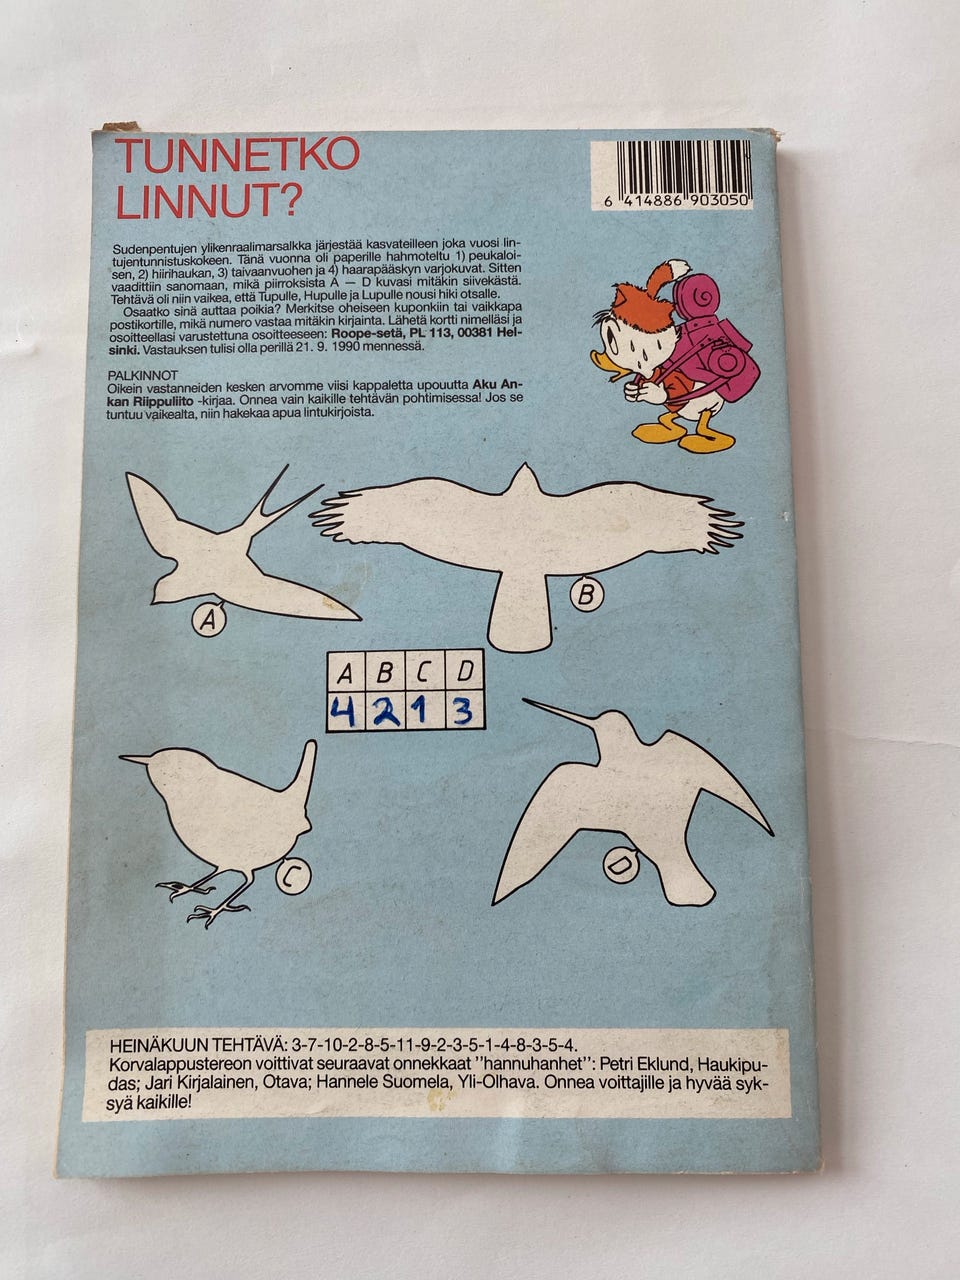 TUNNETKO
LINNUT?
6 414886 903050
Sudenpentujen ylikenraalimarsalkka järjestää kasvateilleen joka vuosi lin-
tujentunnistuskokeen. Tänä vuonna oli paperille hahmoteltu 1) peukaloi-
sen, 2) hiirihaukan, 3) taivaanvuohen ja 4) haarapääskyn varjokuvat. Sitten
vaadittiin sanomaan, mikä piirroksista A — D kuvasi mitäkin siivekästä.
Tehtävä oli niin vaikea, että Tupulle, Hupulle ja Lupulle nousi hiki otsalle.
Osaatko sinä auttaa poikia? Merkitse oheiseen kuponkiin tai vaikkapa
postikortille, mikä numero vastaa mitäkin kirjainta. Lähetä kortti nimelläsi ja
osoitteellasi varustettuna osoitteeseen: Roope-setä, PL 113, 00381 Hel-
sinki. Vastauksen tulisi olla perillä 21. 9. 1990 mennessä.
PALKINNOT
Oikein vastanneiden kesken arvomme viisi kappaletta upouutta Aku An-
kan Riippuliito -kirjaa. Onnea vain kaikille tehtävän pohtimisessa! Jos se
tuntuu vaikealta, niin hakekaa apua lintukirjoista.
A
B
A B C D
4 2 1 3
C
D
HEINÄKUUN TEHTÄVÄ: 3-7-10-2-8-5-11-9-2-3-5-1-4-8-3-5-4.
Korvalappustereon voittivat seuraavat onnekkaat "hannuhanhet": Petri Eklund, Haukipu-
das; Jari Kirjalainen, Otava; Hannele Suomela, Yli-Olhava. Onnea voittajille ja hyvää syk-
syä kaikille!